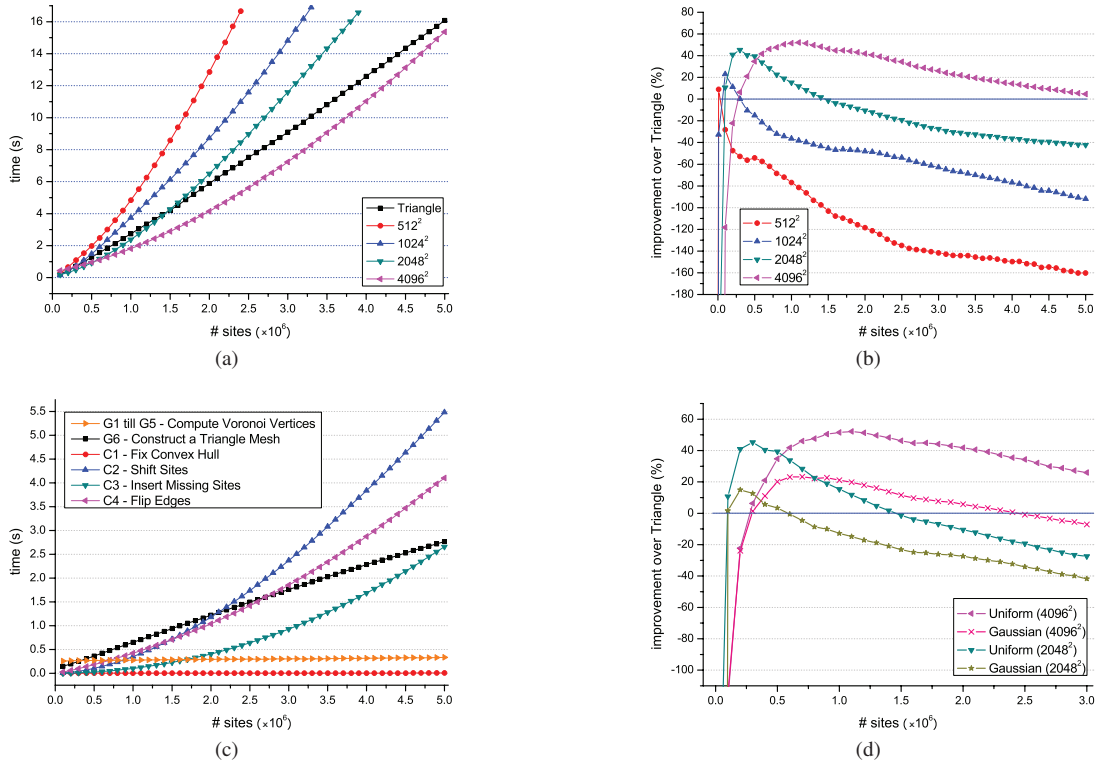 16
14
12
10
8
6
4
2
0
time (s)
0.0 0.5 1.0 1.5 2.0 2.5 3.0 3.5 4.0 4.5 5.0
# sites (×10⁶)
Triangle
512²
1024²
2048²
4096²
(a)
80
60
40
20
0
-20
-40
-60
-80
-100
-120
-140
-160
-180
improvement over Triangle (%)
512²
1024²
2048²
4096²
0.0 0.5 1.0 1.5 2.0 2.5 3.0 3.5 4.0 4.5 5.0
# sites (×10⁶)
(b)
5.5
5.0
4.5
4.0
3.5
3.0
2.5
2.0
1.5
1.0
0.5
0.0
time (s)
G1 till G5 - Compute Voronoi Vertices
G6 - Construct a Triangle Mesh
C1 - Fix Convex Hull
C2 - Shift Sites
C3 - Insert Missing Sites
C4 - Flip Edges
0.0 0.5 1.0 1.5 2.0 2.5 3.0 3.5 4.0 4.5 5.0
# sites (×10⁶)
(c)
60
40
20
0
-20
-40
-60
-80
-100
improvement over Triangle (%)
Uniform (4096²)
Gaussian (4096²)
Uniform (2048²)
Gaussian (2048²)
0.0 0.5 1.0 1.5 2.0 2.5 3.0
# sites (×10⁶)
(d)